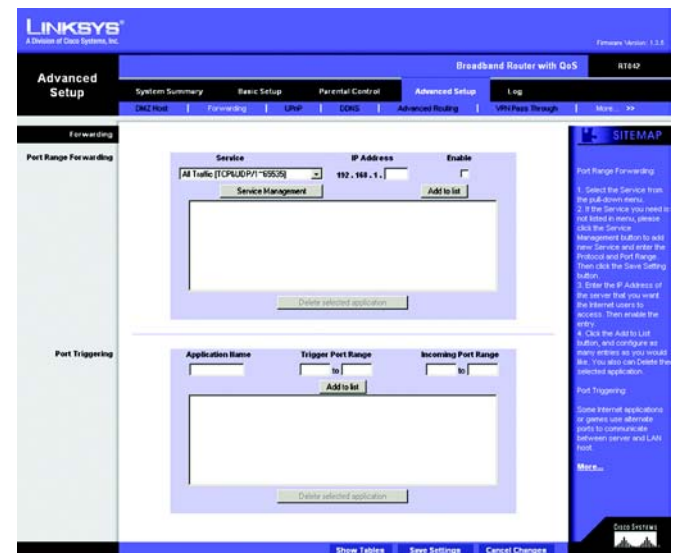 LINKSYS®
A Division of Cisco Systems, Inc.
Firmware Version: 1.3.5
Broadband Router with QoS
RT042
Advanced Setup
System Summary
Basic Setup
Parental Control
Advanced Setup
Log
DMZ Host | Forwarding | UPnP | DDNS | Advanced Routing | VPN Pass Through | More... >>
Forwarding
SITEMAP
Port Range Forwarding
Service
IP Address
Enable
All Traffic [TCP&UDP/1~65535]
192.168.1.
Service Management
Add to list
Delete selected application
Port Triggering
Application Name
Trigger Port Range
Incoming Port Range
to
to
Add to list
Delete selected application
Port Range Forwarding:
1. Select the Service from
the pull-down menu.
2. If the Service you need is
not listed in menu, please
click the Service
Management button to add
new Service and enter the
Protocol and Port Range.
Then click the Save Setting
button.
3. Enter the IP Address of
the server that you want
the Internet users to
access. Then enable the
entry.
4. Click the Add to List
button, and configure as
many entries as you would
like. You also can Delete the
selected application.
Port Triggering:
Some Internet applications
or games use alternate
ports to communicate
between server and LAN
host.
More...
Show Tables
Save Settings
Cancel Changes
CISCO SYSTEMS